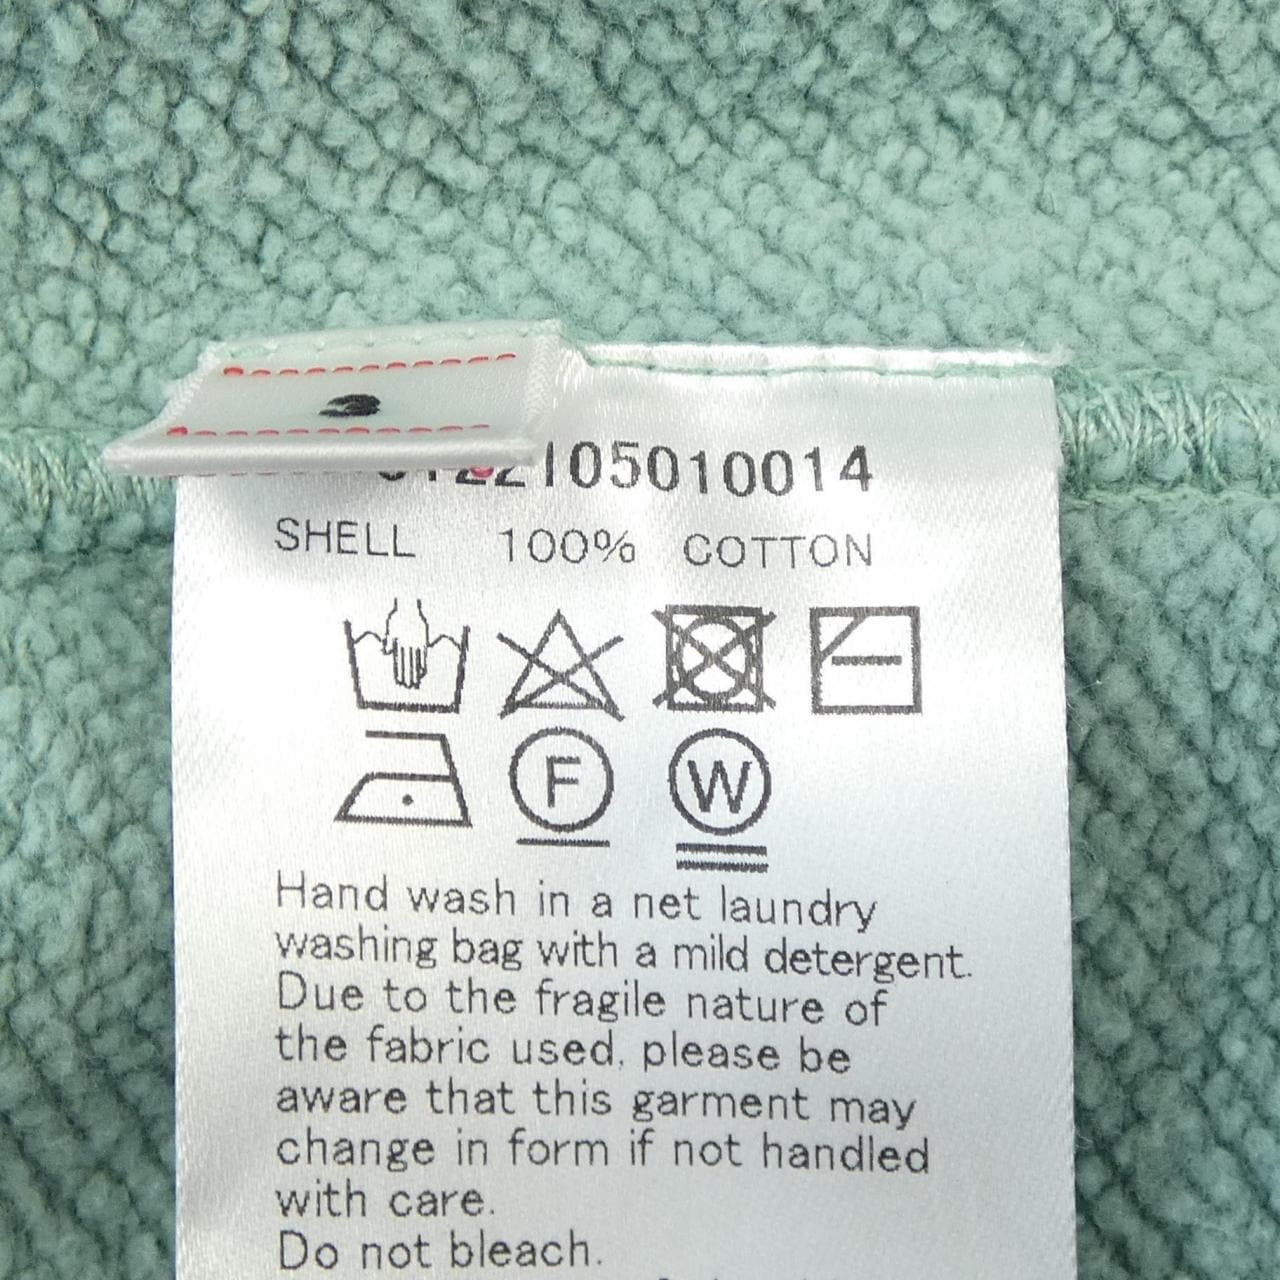 105010014
SHELL 100% COTTON
F W
Hand wash in a net laundry
washing bag with a mild detergent.
Due to the fragile nature of
the fabric used, please be
aware that this garment may
change in form if not handled
with care.
Do not bleach.